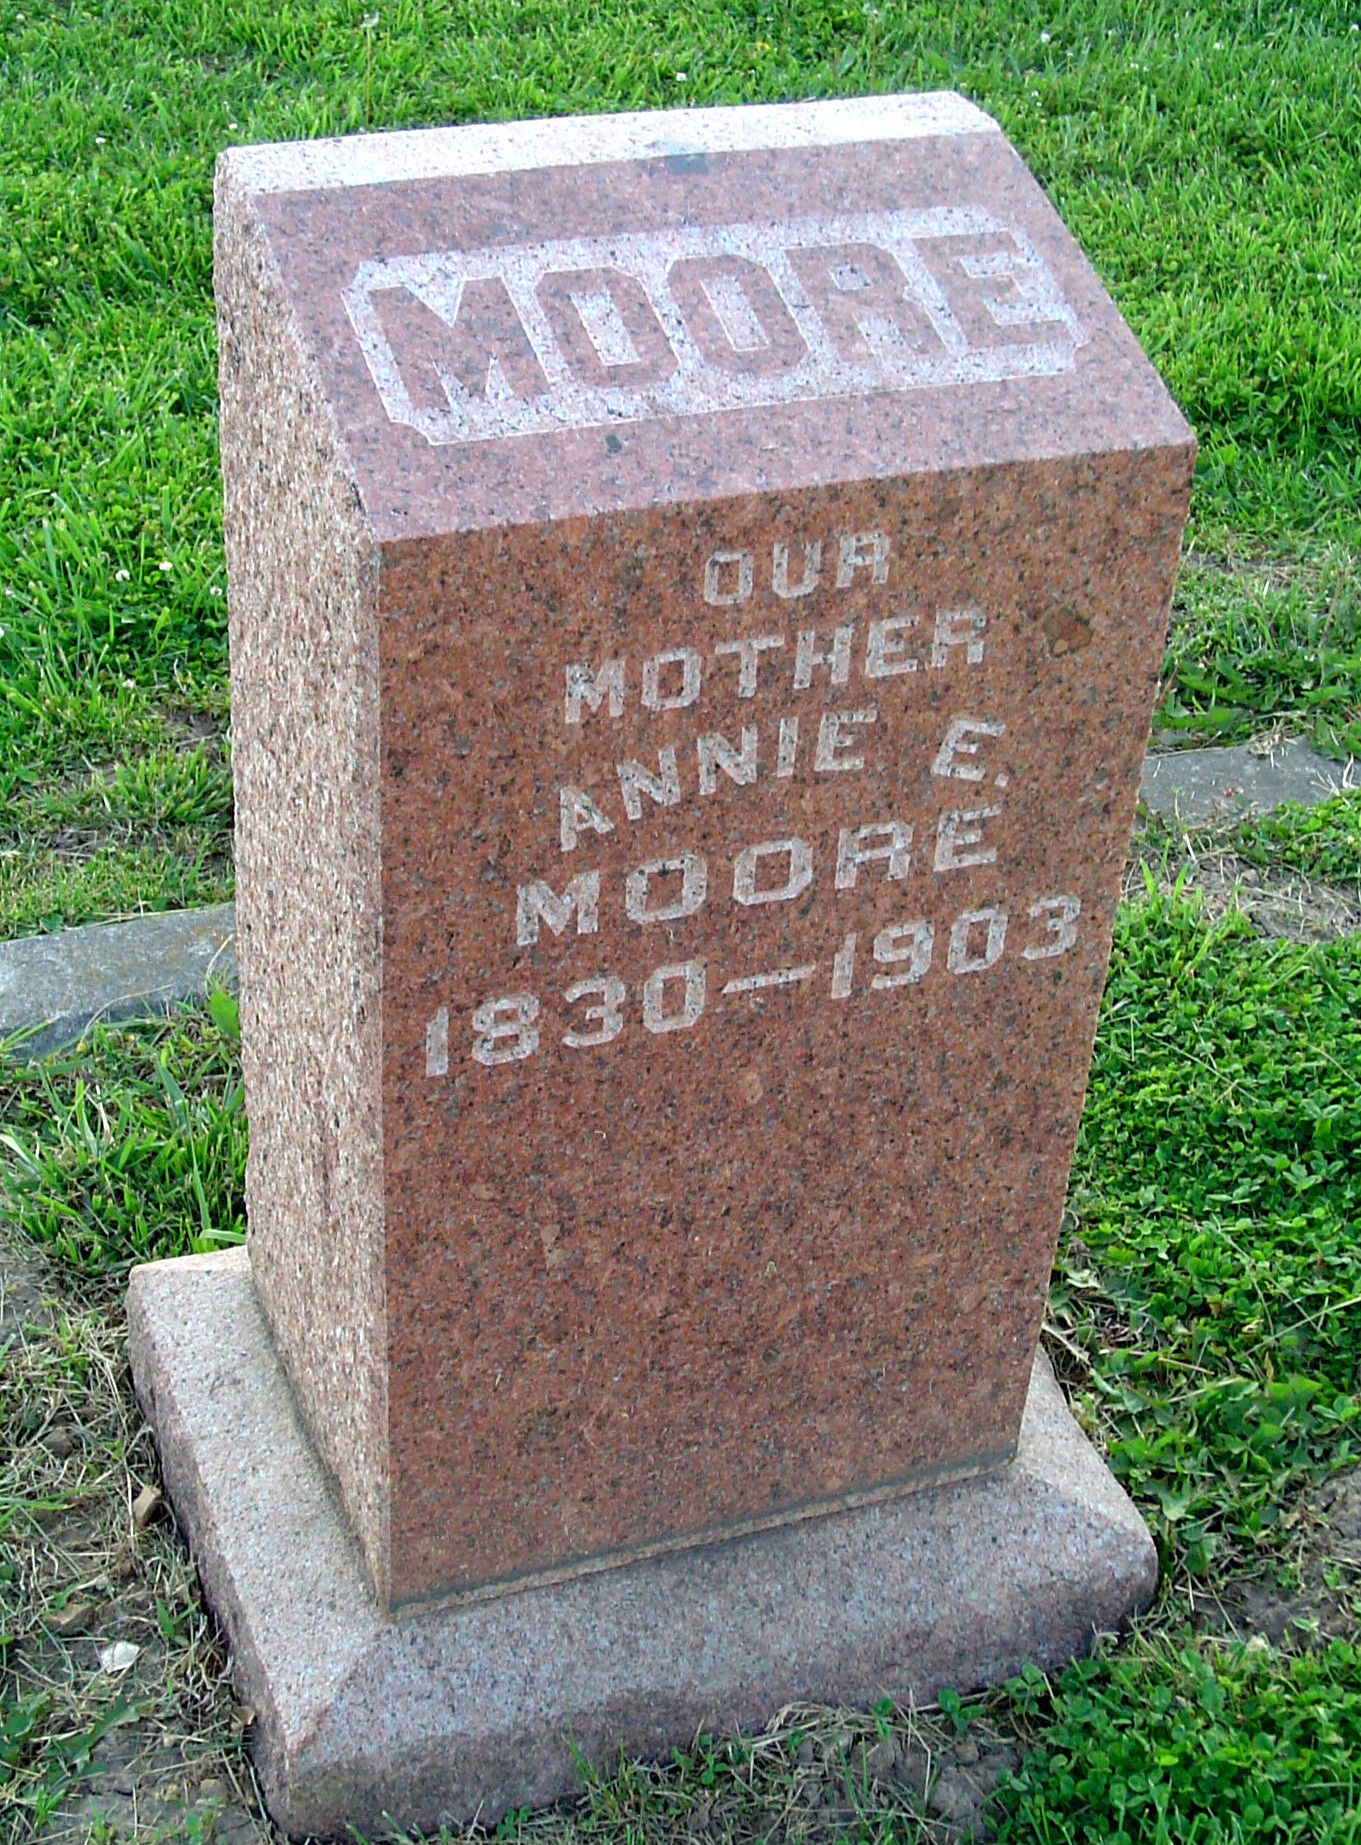 MOORE
OUR
MOTHER
ANNIE E.
MOORE
1830—1903